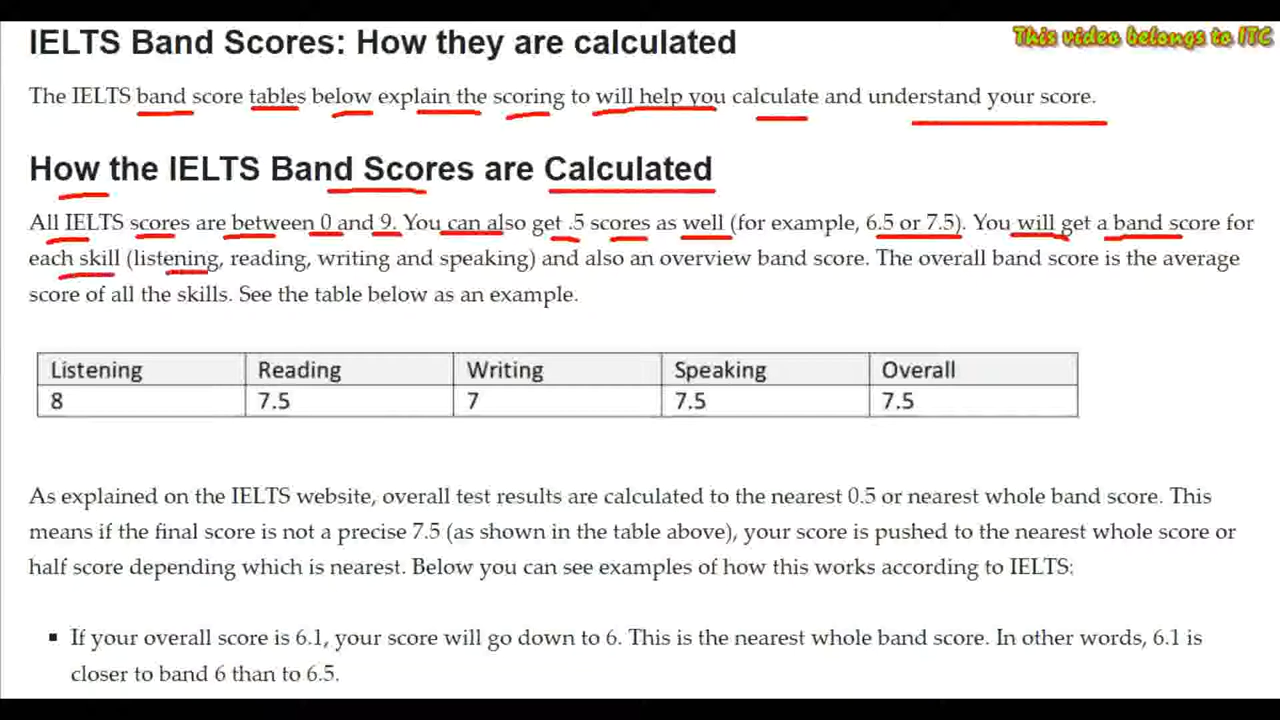 IELTS Band Scores: How they are calculated
This video belongs to ITC
The IELTS band score tables below explain the scoring to will help you calculate and understand your score.
How the IELTS Band Scores are Calculated
All IELTS scores are between 0 and 9. You can also get .5 scores as well (for example, 6.5 or 7.5). You will get a band score for
each skill (listening, reading, writing and speaking) and also an overview band score. The overall band score is the average
score of all the skills. See the table below as an example.
Listening Reading Writing Speaking Overall
8 7.5 7 7.5 7.5
As explained on the IELTS website, overall test results are calculated to the nearest 0.5 or nearest whole band score. This
means if the final score is not a precise 7.5 (as shown in the table above), your score is pushed to the nearest whole score or
half score depending which is nearest. Below you can see examples of how this works according to IELTS:
▪ If your overall score is 6.1, your score will go down to 6. This is the nearest whole band score. In other words, 6.1 is
closer to band 6 than to 6.5.